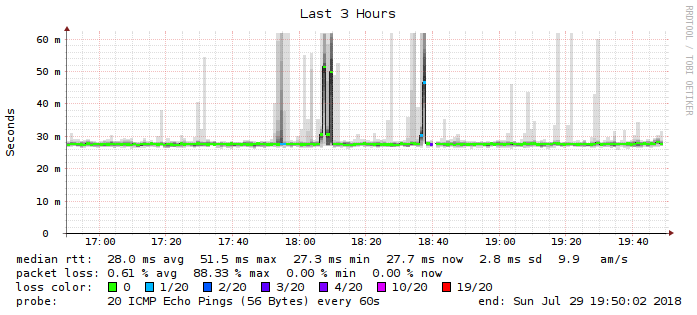 Last 3 Hours
RRDTOOL / TOBI OETIKER
Seconds
60 m
50 m
40 m
30 m
20 m
10 m
0
17:00 17:20 17:40 18:00 18:20 18:40 19:00 19:20 19:40
median rtt: 28.0 ms avg 51.5 ms max 27.3 ms min 27.7 ms now 2.8 ms sd 9.9 am/s
packet loss: 0.61 % avg 88.33 % max 0.00 % min 0.00 % now
loss color: 0 1/20 2/20 3/20 4/20 10/20 19/20
probe: 20 ICMP Echo Pings (56 Bytes) every 60s end: Sun Jul 29 19:50:02 2018